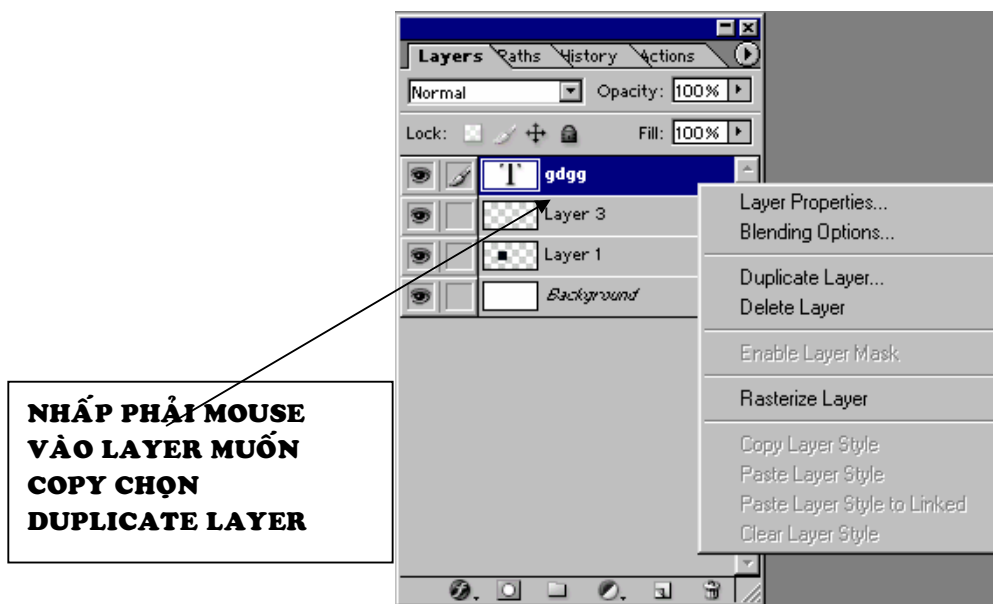 Layers Paths History Actions
Normal Opacity: 100%
Lock: Fill: 100%
T gdgg
Layer 3
Layer 1
Background
Layer Properties...
Blending Options...
Duplicate Layer...
Delete Layer
Enable Layer Mask
Rasterize Layer
Copy Layer Style
Paste Layer Style
Paste Layer Style to Linked
Clear Layer Style
NHẤP PHẢI MOUSE
VÀO LAYER MUỐN
COPY CHỌN
DUPLICATE LAYER